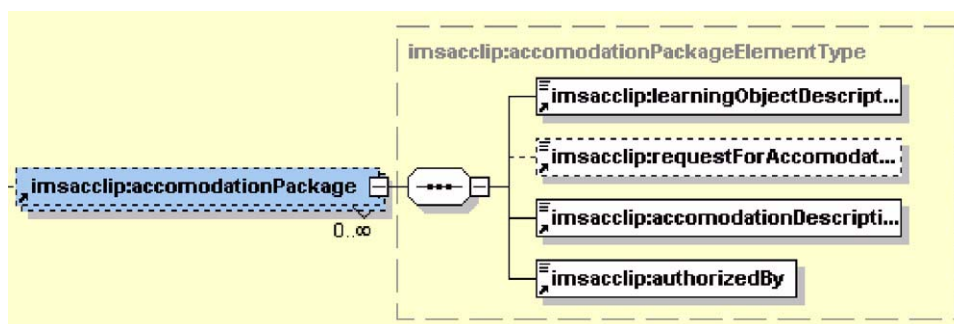 imsacclip:accomodationPackageElementType
imsacclip:learningObjectDescript...
imsacclip:requestForAccomodat...
imsacclip:accomodationPackage
0..∞
imsacclip:accomodationDescripti...
imsacclip:authorizedBy